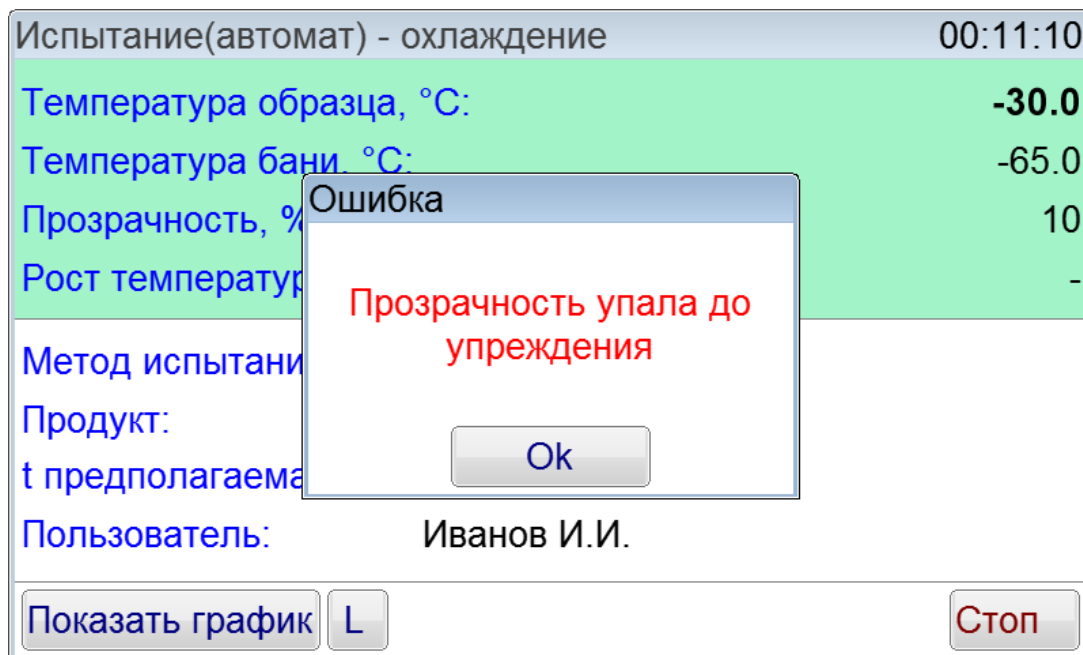 Испытание(автомат) - охлаждение 00:11:10
Температура образца, °C: -30.0
Температура бани, °C: -65.0
Ошибка
Прозрачность, % 10
Рост температур -
Прозрачность упала до
упреждения
Метод испытани
Продукт:
Ok
t предполагаема
Пользователь: Иванов И.И.
Показать график L Стоп